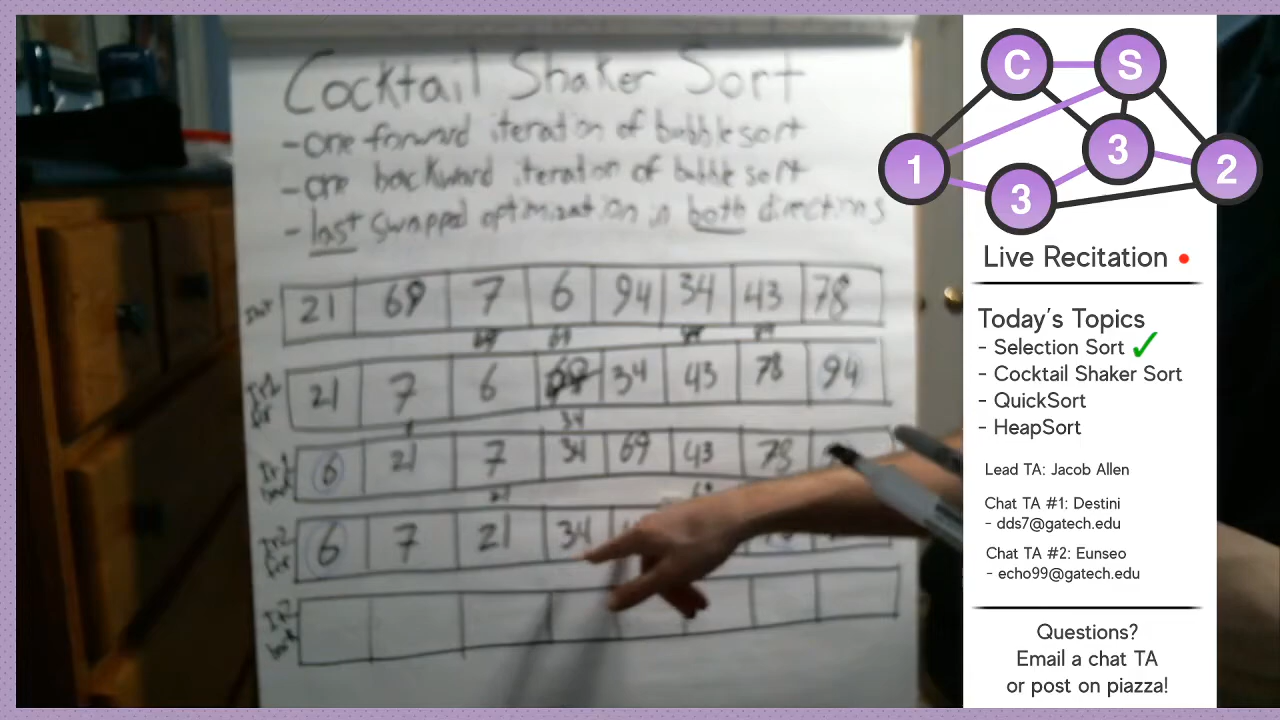 Cocktail Shaker Sort
- one forward iteration of bubble sort
- one backward iteration of bubble sort
- last swapped optimization in both directions
21 69 7 6 94 34 43 78
21 7 6 34 43 78 94
34
6 21 7 34 69 43 78
21 69
6 7 21 34
C S
1 3 3 2
Live Recitation
Today's Topics
- Selection Sort ✓
- Cocktail Shaker Sort
- QuickSort
- HeapSort
Lead TA: Jacob Allen
Chat TA #1: Destini
- dds7@gatech.edu
Chat TA #2: Eunseo
- echo99@gatech.edu
Questions?
Email a chat TA
or post on piazza!